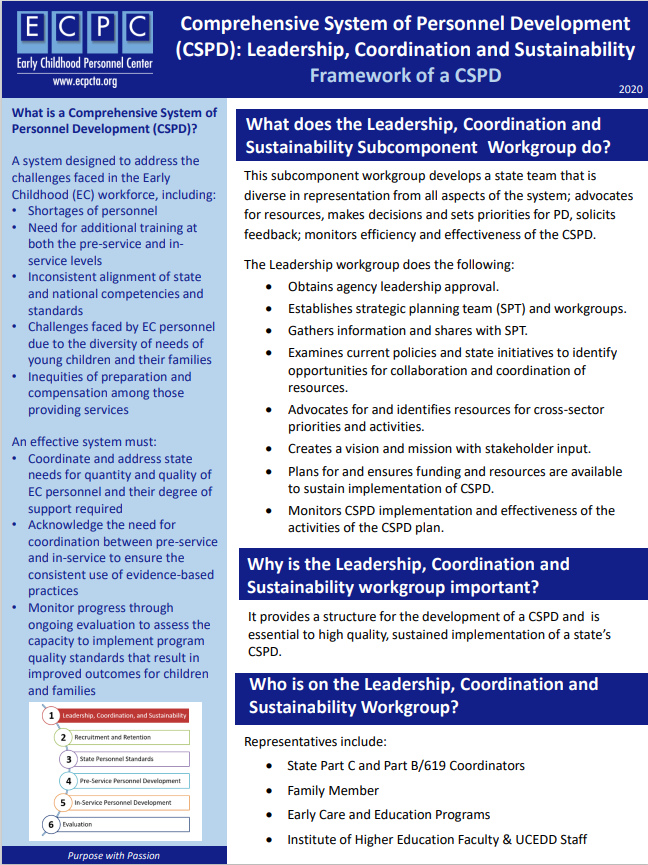 E C P C
Early Childhood Personnel Center
www.ecpcta.org
Comprehensive System of Personnel Development
(CSPD): Leadership, Coordination and Sustainability
Framework of a CSPD
2020
What is a Comprehensive System of
Personnel Development (CSPD)?
A system designed to address the
challenges faced in the Early
Childhood (EC) workforce, including:
• Shortages of personnel
• Need for additional training at
both the pre-service and in-
service levels
• Inconsistent alignment of state
and national competencies and
standards
• Challenges faced by EC personnel
due to the diversity of needs of
young children and their families
• Inequities of preparation and
compensation among those
providing services
An effective system must:
• Coordinate and address state
needs for quantity and quality of
EC personnel and their degree of
support required
• Acknowledge the need for
coordination between pre-service
and in-service to ensure the
consistent use of evidence-based
practices
• Monitor progress through
ongoing evaluation to assess the
capacity to implement program
quality standards that result in
improved outcomes for children
and families
1 Leadership, Coordination, and Sustainability
2 Recruitment and Retention
3 State Personnel Standards
4 Pre-Service Personnel Development
5 In-Service Personnel Development
6 Evaluation
Purpose with Passion
What does the Leadership, Coordination and
Sustainability Subcomponent Workgroup do?
This subcomponent workgroup develops a state team that is
diverse in representation from all aspects of the system; advocates
for resources, makes decisions and sets priorities for PD, solicits
feedback; monitors efficiency and effectiveness of the CSPD.
The Leadership workgroup does the following:
• Obtains agency leadership approval.
• Establishes strategic planning team (SPT) and workgroups.
• Gathers information and shares with SPT.
• Examines current policies and state initiatives to identify
opportunities for collaboration and coordination of
resources.
• Advocates for and identifies resources for cross-sector
priorities and activities.
• Creates a vision and mission with stakeholder input.
• Plans for and ensures funding and resources are available
to sustain implementation of CSPD.
• Monitors CSPD implementation and effectiveness of the
activities of the CSPD plan.
Why is the Leadership, Coordination and
Sustainability workgroup important?
It provides a structure for the development of a CSPD and is
essential to high quality, sustained implementation of a state's
CSPD.
Who is on the Leadership, Coordination and
Sustainability Workgroup?
Representatives include:
• State Part C and Part B/619 Coordinators
• Family Member
• Early Care and Education Programs
• Institute of Higher Education Faculty & UCEDD Staff